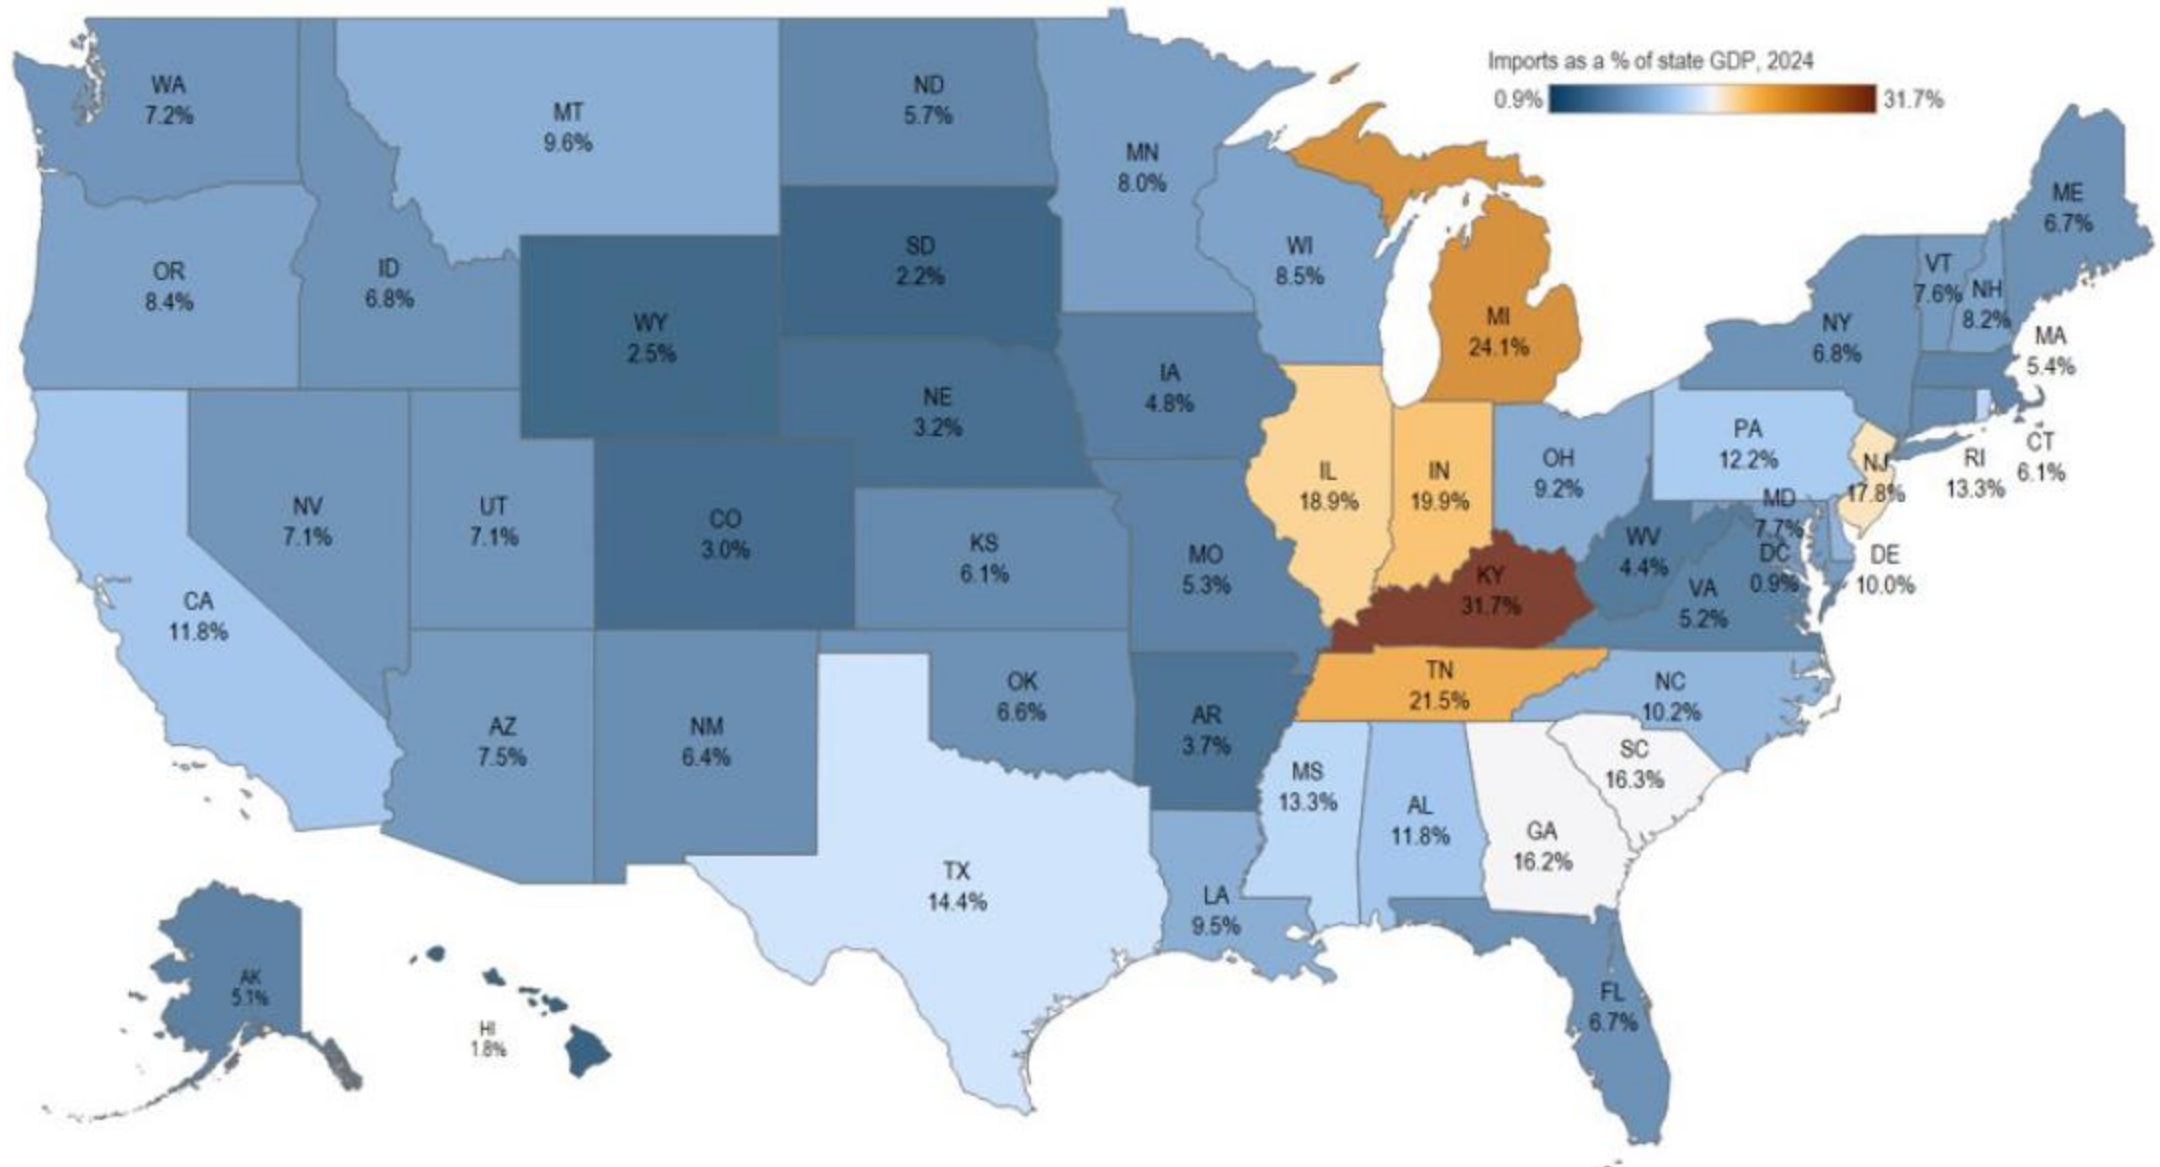 Imports as a % of state GDP, 2024
0.9%
31.7%
WA
7.2%
MT
9.6%
ND
5.7%
MN
8.0%
ME
6.7%
OR
8.4%
ID
6.8%
WY
2.5%
SD
2.2%
WI
8.5%
MI
24.1%
NY
6.8%
VT
7.6%
NH
8.2%
MA
5.4%
NV
7.1%
UT
7.1%
CO
3.0%
NE
3.2%
IA
4.8%
IL
18.9%
IN
19.9%
OH
9.2%
PA
12.2%
NJ
17.8%
RI
13.3%
CT
6.1%
CA
11.8%
KS
6.1%
MO
5.3%
KY
31.7%
WV
4.4%
VA
5.2%
MD
7.7%
DC
0.9%
DE
10.0%
AZ
7.5%
NM
6.4%
OK
6.6%
AR
3.7%
TN
21.5%
NC
10.2%
SC
16.3%
TX
14.4%
LA
9.5%
MS
13.3%
AL
11.8%
GA
16.2%
FL
6.7%
AK
5.1%
HI
1.8%